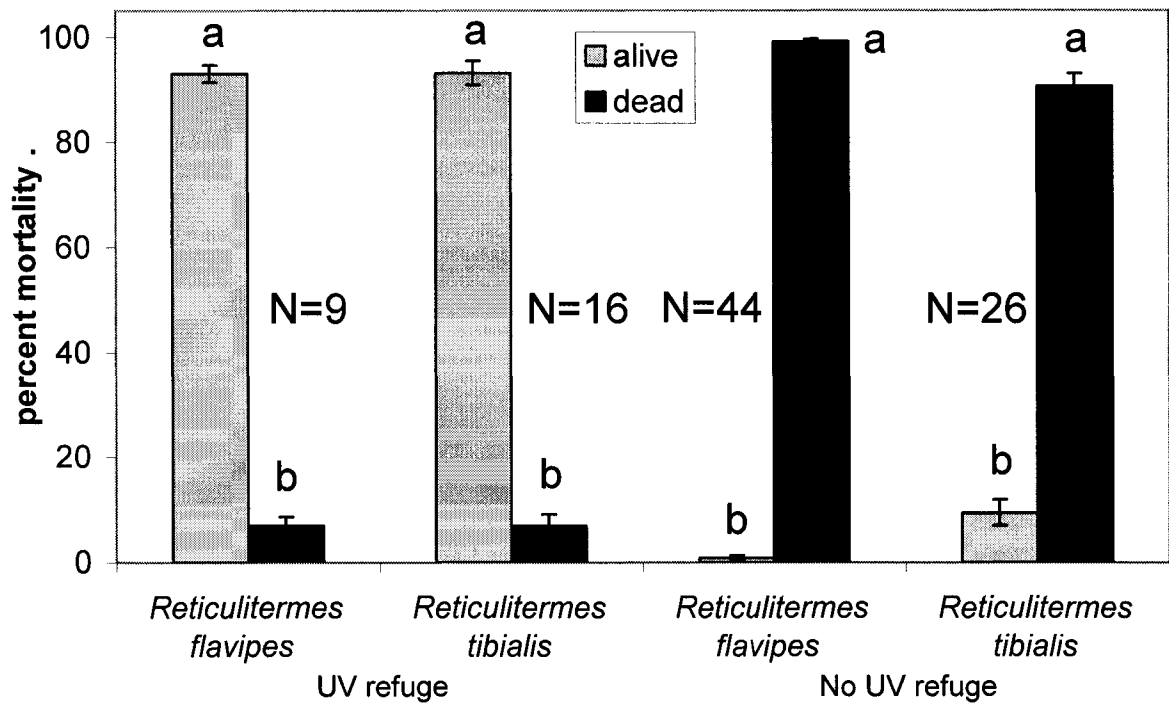 100
80
60
40
20
0
percent mortality .
alive
dead
a
a
a
a
b
b
b
b
N=9
N=16
N=44
N=26
Reticulitermes
flavipes
Reticulitermes
tibialis
Reticulitermes
flavipes
Reticulitermes
tibialis
UV refuge
No UV refuge